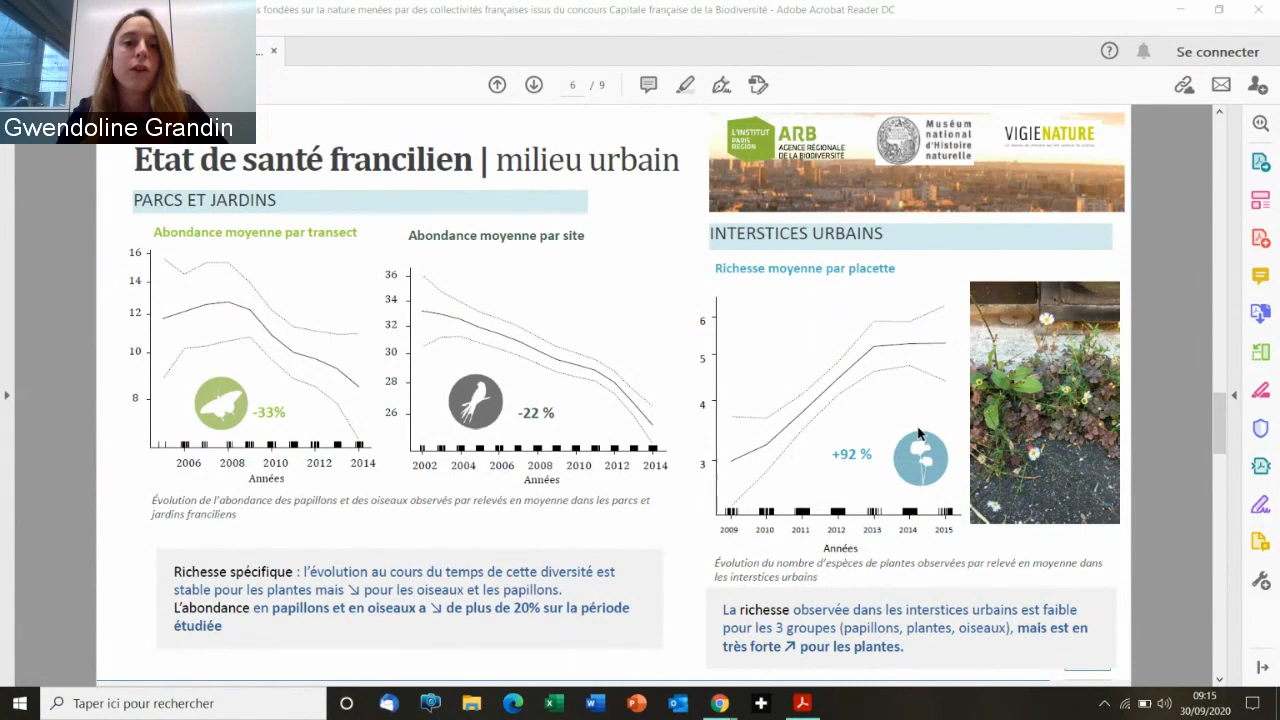 s fondées sur la nature menées par des collectivités françaises issu du concours Capitale française de la Biodiversité - Adobe Acrobat Reader DC
... ×
Se connecter
6 / 9
Gwendoline Grandin
Etat de santé francilien | milieu urbain
L'INSTITUT
PARIS
REGION
ARB
AGENCE RÉGIONALE
DE LA BIODIVERSITÉ
Muséum
national
d'Histoire
naturelle
VIGIENATURE
PARCS ET JARDINS
Abondance moyenne par transect
Abondance moyenne par site
16
14
12
10
8
-33%
2006 2008 2010 2012 2014
Années
36
34
32
30
28
26
-22 %
2002 2004 2006 2008 2010 2012 2014
Années
Évolution de l'abondance des papillons et des oiseaux observés par relevés en moyenne dans les parcs et
jardins franciliens
Richesse spécifique : l'évolution au cours du temps de cette diversité est
stable pour les plantes mais ↘ pour les oiseaux et les papillons.
L'abondance en papillons et en oiseaux a ↘ de plus de 20% sur la période
étudiée
INTERSTICES URBAINS
Richesse moyenne par placette
6
5
4
3
+92 %
2009 2010 2011 2012 2013 2014 2015
Années
Évolution du nombre d'espèces de plantes observées par relevé en moyenne dans
les interstices urbains
La richesse observée dans les interstices urbains est faible
pour les 3 groupes (papillons, plantes, oiseaux), mais est en
très forte ↗ pour les plantes.
Taper ici pour rechercher
09:15
30/09/2020